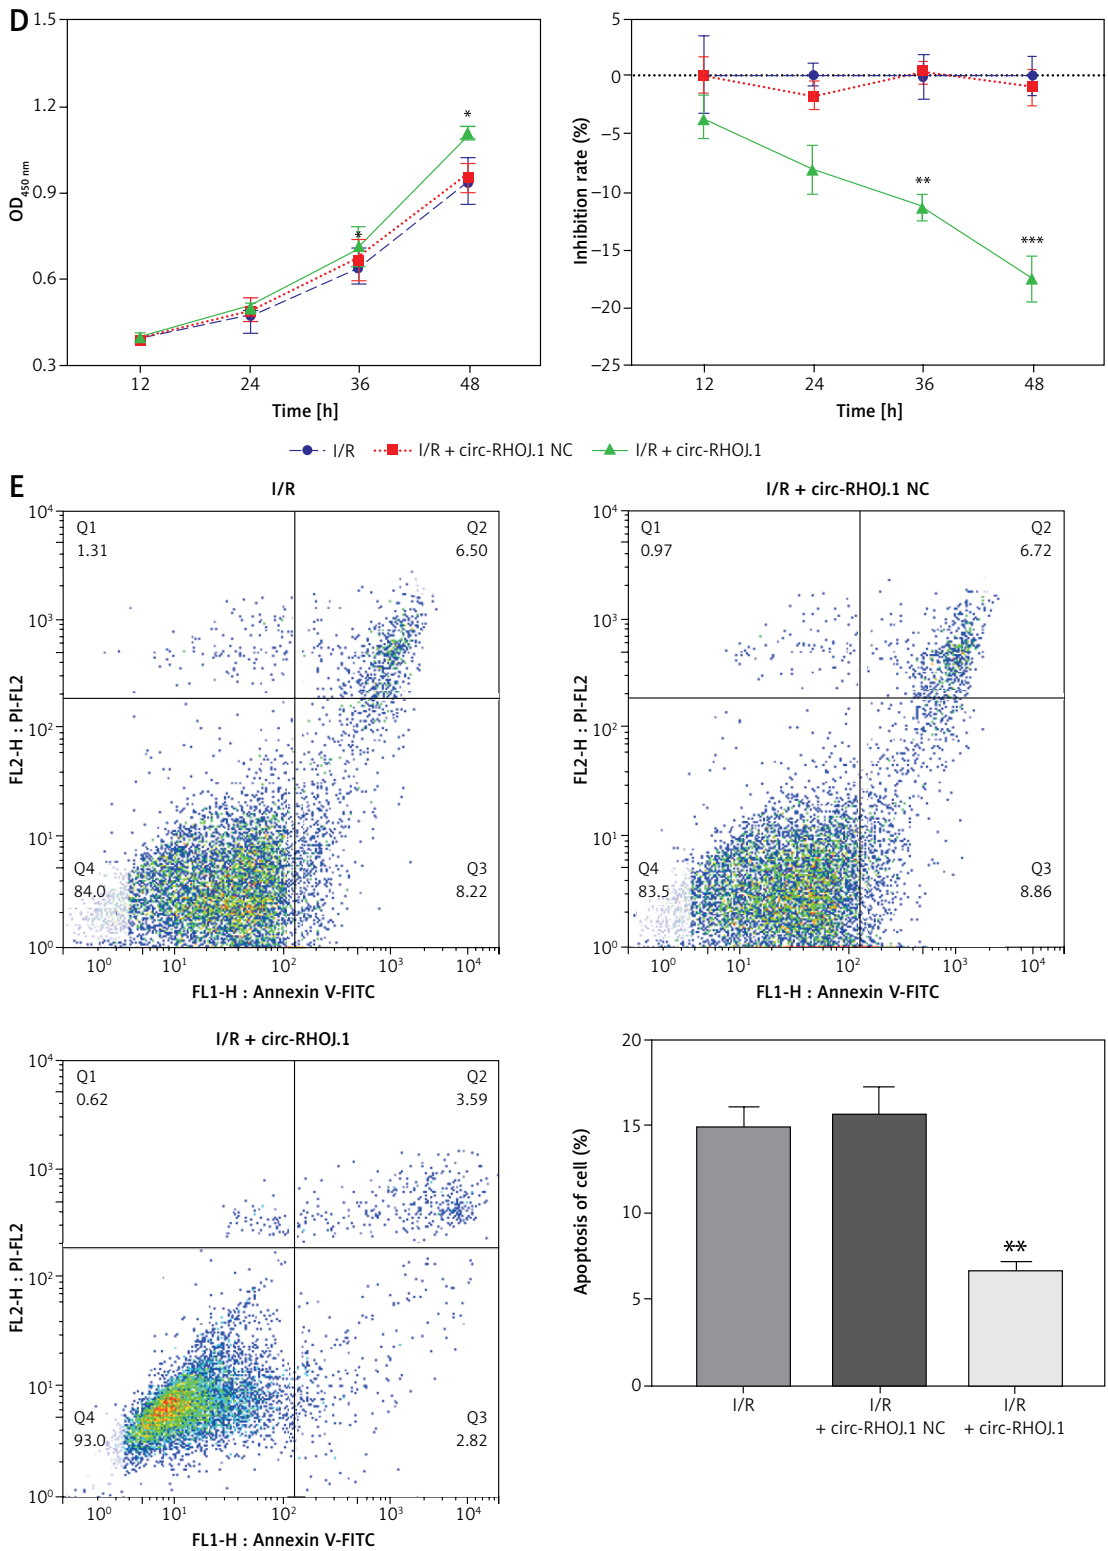 D
1.5
1.2
0.9
0.6
0.3
OD450 nm
*
*
12 24 36 48
Time [h]
5
0
−5
−10
−15
−20
−25
Inhibition rate (%)
**
***
12 24 36 48
Time [h]
I/R I/R + circ-RHOJ.1 NC I/R + circ-RHOJ.1
E
I/R
10⁴
10³
10²
10¹
10⁰
FL2-H : PI-FL2
Q1
1.31
Q2
6.50
Q4
84.0
Q3
8.22
10⁰ 10¹ 10² 10³ 10⁴
FL1-H : Annexin V-FITC
I/R + circ-RHOJ.1 NC
10⁴
10³
10²
10¹
10⁰
FL2-H : PI-FL2
Q1
0.97
Q2
6.72
Q4
83.5
Q3
8.86
10⁰ 10¹ 10² 10³ 10⁴
FL1-H : Annexin V-FITC
I/R + circ-RHOJ.1
10⁴
10³
10²
10¹
10⁰
FL2-H : PI-FL2
Q1
0.62
Q2
3.59
Q4
93.0
Q3
2.82
10⁰ 10¹ 10² 10³ 10⁴
FL1-H : Annexin V-FITC
20
15
10
5
0
Apoptosis of cell (%)
**
I/R I/R I/R
+ circ-RHOJ.1 NC + circ-RHOJ.1